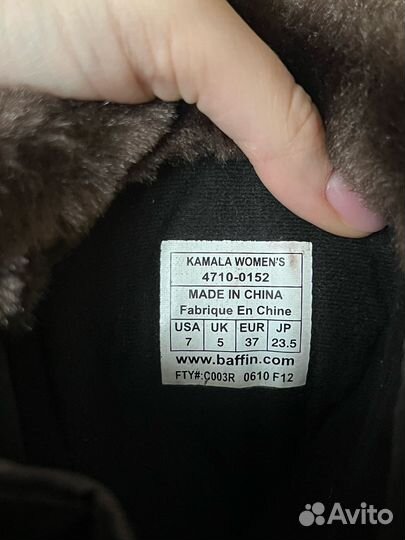 KAMALA WOMEN'S
4710-0152
MADE IN CHINA
Fabrique En Chine
USA UK EUR JP
7 5 37 23.5
www.baffin.com
FTY#:C003R 0610 F12
Avito